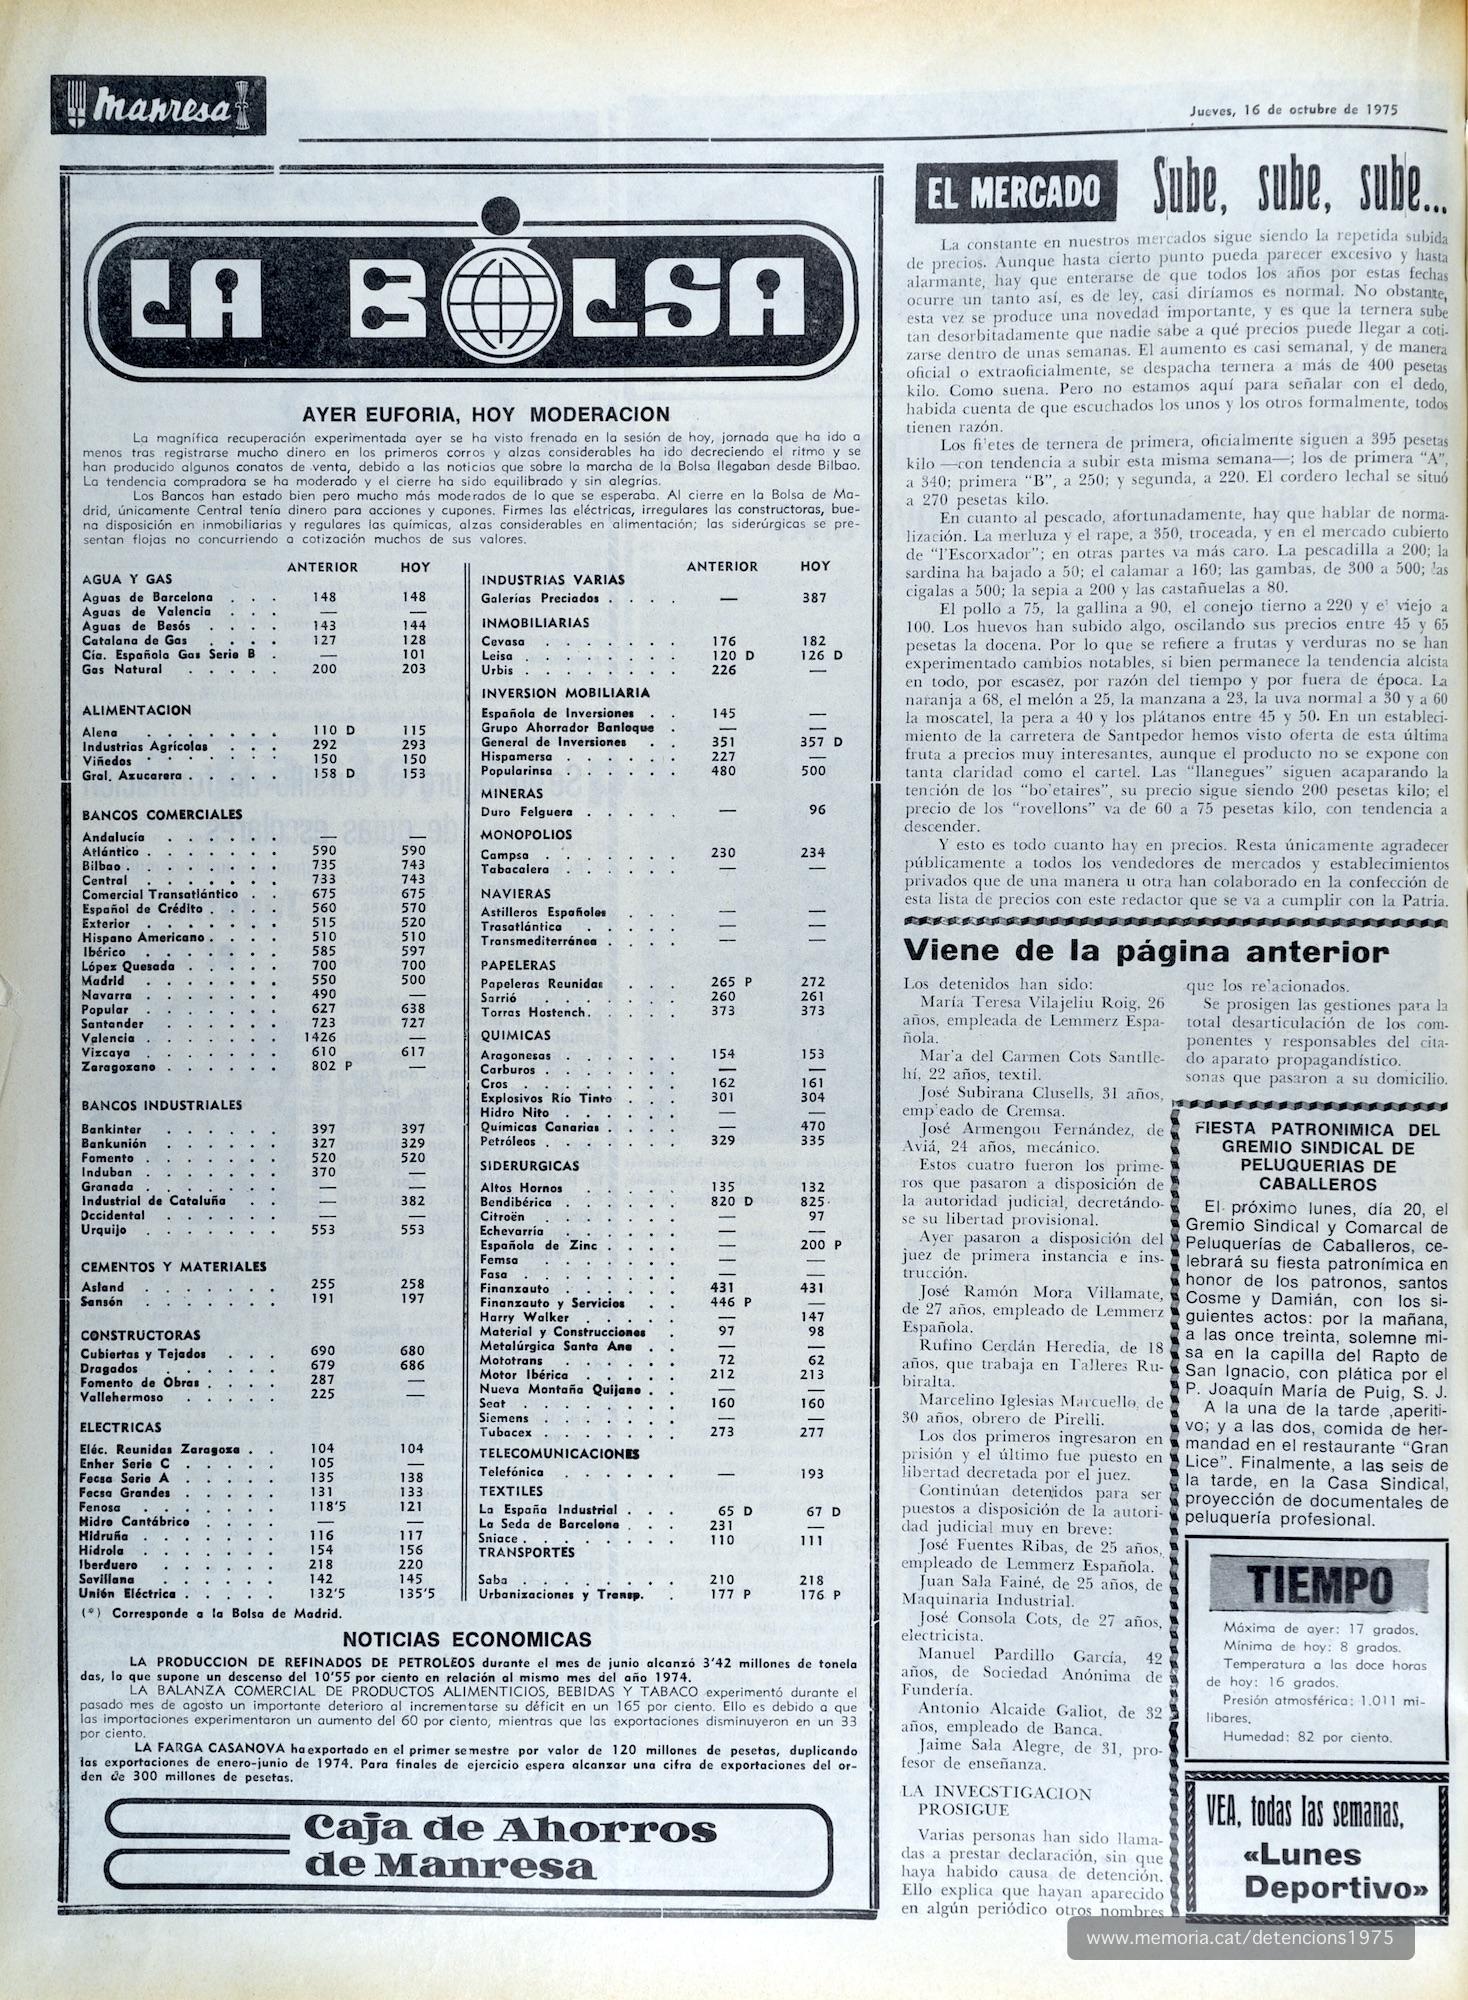 Manresa
Jueves, 16 de octubre de 1975
LA BOLSA
AYER EUFORIA, HOY MODERACION
La magnífica recuperación experimentada ayer se ha visto frenada en la sesión de hoy, jornada que ha ido a
menos tras registrarse mucho dinero en los primeros corros y alzas considerables ha ido decreciendo el ritmo y se
han producido algunos conatos de venta, debido a las noticias que sobre la marcha de la Bolsa llegaban desde Bilbao.
La tendencia compradora se ha moderado y el cierre ha sido equilibrado y sin alegrías.
Los Bancos han estado bien pero mucho más moderados de lo que se esperaba. Al cierre en la Bolsa de Ma-
drid, únicamente Central tenía dinero para acciones y cupones. Firmes las eléctricas, irregulares las constructoras, bue-
na disposición en inmobiliarias y regulares las químicas, alzas considerables en alimentación; las siderúrgicas se pre-
sentan flojas no concurriendo a cotización muchos de sus valores.
ANTERIOR HOY
AGUA Y GAS
Aguas de Barcelona . . . 148 148
Aguas de Valencia . . . — —
Aguas de Besós . . . . 143 144
Catalana de Gas . . . . 127 128
Cía. Española Gas Serie B . — 101
Gas Natural . . . . . 200 203
ALIMENTACION
Alena . . . . . . . 110 D 115
Industrias Agrícolas . . . 292 293
Viñedos . . . . . . 150 150
Gral. Azucarera . . . . . 158 D 153
BANCOS COMERCIALES
Andalucía . . . . . . — —
Atlántico . . . . . . . 590 590
Bilbao . . . . . . . . 735 743
Central . . . . . . . 733 743
Comercial Transatlántico . . 675 675
Español de Crédito . . . . 560 570
Exterior . . . . . . . 515 520
Hispano Americano . . . . 510 510
Ibérico . . . . . . . 585 597
López Quesada . . . . . 700 700
Madrid . . . . . . . 550 500
Navarra . . . . . . . 490 —
Popular . . . . . . . 627 638
Santander . . . . . . 723 727
Valencia . . . . . . . 1426 —
Vizcaya . . . . . . . 610 617
Zaragozano . . . . . . 802 P —
BANCOS INDUSTRIALES
Bankinter . . . . . . 397 397
Bankunión . . . . . . 327 329
Fomento . . . . . . . 520 520
Induban . . . . . . . 370 —
Granada . . . . . . . — —
Industrial de Cataluña . . . — 382
Occidental . . . . . . — —
Urquijo . . . . . . . 553 553
CEMENTOS Y MATERIALES
Asland . . . . . . . 255 258
Sansón . . . . . . . 191 197
CONSTRUCTORAS
Cubiertas y Tejados . . . 690 680
Dragados . . . . . . 679 686
Fomento de Obras . . . . 287 —
Vallehermoso . . . . . 225 —
ELECTRICAS
Eléc. Reunidas Zaragoza . . 104 104
Enher Serie C . . . . . 105 —
Fecsa Serie A . . . . . 135 138
Fecsa Grandes . . . . . 131 133
Fenosa . . . . . . . 118'5 121
Hidro Cantábrico . . . . — —
Hidruña . . . . . . . 116 117
Hidrola . . . . . . . 154 156
Iberduero . . . . . . 218 220
Sevillana . . . . . . 142 145
Unión Eléctrica . . . . . 132'5 135'5
(*) Corresponde a la Bolsa de Madrid.
ANTERIOR HOY
INDUSTRIAS VARIAS
Galerías Preciados . . . . — 387
INMOBILIARIAS
Cevasa . . . . . . . 176 182
Leisa . . . . . . . . 120 D 126 D
Urbis . . . . . . . . 226 —
INVERSION MOBILIARIA
Española de Inversiones . . 145 —
Grupo Ahorrador Banloque . — —
General de Inversiones . . 351 357 D
Hispamersa . . . . . . 227 —
Popularinsa . . . . . . 480 500
MINERAS
Duro Felguera . . . . . — 96
MONOPOLIOS
Campsa . . . . . . . 230 234
Tabacalera . . . . . . — —
NAVIERAS
Astilleros Españoles . . . — —
Trasatlántica . . . . . — —
Transmediterránea . . . . — —
PAPELERAS
Papeleras Reunidas . . . 265 P 272
Sarrió . . . . . . . 260 261
Torras Hostench . . . . . 373 373
QUIMICAS
Aragonesas . . . . . . 154 153
Carburos . . . . . . . — —
Cros . . . . . . . . 162 161
Explosivos Río Tinto . . . 301 304
Hidro Nito . . . . . . — —
Químicas Canarias . . . . — 470
Petróleos . . . . . . . 329 335
SIDERURGICAS
Altos Hornos . . . . . 135 132
Bendibérica . . . . . . 820 D 825
Citroën . . . . . . . — 97
Echevarría . . . . . . — —
Española de Zinc . . . . — 200 P
Femsa . . . . . . . — —
Fasa . . . . . . . . — —
Finanzauto . . . . . . 431 431
Finanzauto y Servicios . . 446 P —
Harry Walker . . . . . — 147
Material y Construcciones . 97 98
Metalúrgica Santa Ana . . — —
Mototrans . . . . . . 72 62
Motor Ibérica . . . . . 212 213
Nueva Montaña Quijano . . — —
Seat . . . . . . . . 160 160
Siemens . . . . . . . — —
Tubacex . . . . . . . 273 277
TELECOMUNICACIONES
Telefónica . . . . . . — 193
TEXTILES
La España Industrial . . . 65 D 67 D
La Seda de Barcelona . . . 231 —
Sniace . . . . . . . . 110 111
TRANSPORTES
Saba . . . . . . . . 210 218
Urbanizaciones y Transp. . 177 P 176 P
NOTICIAS ECONOMICAS
LA PRODUCCION DE REFINADOS DE PETROLEOS durante el mes de junio alcanzó 3'42 millones de tonela
das, lo que supone un descenso del 10'55 por ciento en relación al mismo mes del año 1974.
LA BALANZA COMERCIAL DE PRODUCTOS ALIMENTICIOS, BEBIDAS Y TABACO experimentó durante el
pasado mes de agosto un importante deterioro al incrementarse su déficit en un 165 por ciento. Ello es debido a que
las importaciones experimentaron un aumento del 60 por ciento, mientras que las exportaciones disminuyeron en un 33
por ciento.
LA FARGA CASANOVA ha exportado en el primer semestre por valor de 120 millones de pesetas, duplicando
las exportaciones de enero-junio de 1974. Para finales de ejercicio espera alcanzar una cifra de exportaciones del or-
den de 300 millones de pesetas.
Caja de Ahorros
de Manresa
EL MERCADO Sube, sube, sube...
La constante en nuestros mercados sigue siendo la repetida subida
de precios. Aunque hasta cierto punto pueda parecer excesivo y hasta
alarmante, hay que enterarse de que todos los años por estas fechas
ocurre un tanto así, es de ley, casi diríamos es normal. No obstante,
esta vez se produce una novedad importante, y es que la ternera sube
tan desorbitadamente que nadie sabe a qué precios puede llegar a coti-
zarse dentro de unas semanas. El aumento es casi semanal, y de manera
oficial o extraoficialmente, se despacha ternera a más de 400 pesetas
kilo. Como suena. Pero no estamos aquí para señalar con el dedo,
habida cuenta de que escuchados los unos y los otros formalmente, todos
tienen razón.
Los fi'etes de ternera de primera, oficialmente siguen a 395 pesetas
kilo —con tendencia a subir esta misma semana—; los de primera "A",
a 340; primera "B", a 250; y segunda, a 220. El cordero lechal se situó
a 270 pesetas kilo.
En cuanto al pescado, afortunadamente, hay que hablar de norma-
lización. La merluza y el rape, a 350, troceada, y en el mercado cubierto
de "l'Escorxador"; en otras partes va más caro. La pescadilla a 200; la
sardina ha bajado a 50; el calamar a 160; las gambas, de 300 a 500; las
cigalas a 500; la sepia a 200 y las castañuelas a 80.
El pollo a 75, la gallina a 90, el conejo tierno a 220 y e' viejo a
100. Los huevos han subido algo, oscilando sus precios entre 45 y 65
pesetas la docena. Por lo que se refiere a frutas y verduras no se han
experimentado cambios notables, si bien permanece la tendencia alcista
en todo, por escasez, por razón del tiempo y por fuera de época. La
naranja a 68, el melón a 25, la manzana a 23, la uva normal a 30 y a 60
la moscatel, la pera a 40 y los plátanos entre 45 y 50. En un estableci-
miento de la carretera de Santpedor hemos visto oferta de esta última
fruta a precios muy interesantes, aunque el producto no se expone con
tanta claridad como el cartel. Las "llanegues" siguen acaparando la
tención de los "bo'etaires", su precio sigue siendo 200 pesetas kilo; el
precio de los "rovellons" va de 60 a 75 pesetas kilo, con tendencia a
descender.
Y esto es todo cuanto hay en precios. Resta únicamente agradecer
públicamente a todos los vendedores de mercados y establecimientos
privados que de una manera u otra han colaborado en la confección de
esta lista de precios con este redactor que se va a cumplir con la Patria.
Viene de la página anterior
Los detenidos han sido:
María Teresa Vilajeliu Roig, 26
años, empleada de Lemmerz Espa-
ñola.
Mar'a del Carmen Cots Santlle-
hí, 22 años, textil.
José Subirana Clusells, 31 años,
emp'eado de Cremsa.
José Armengou Fernández, de
Aviá, 24 años, mecánico.
Estos cuatro fueron los prime-
ros que pasaron a disposición de
la autoridad judicial, decretándo-
se su libertad provisional.
Ayer pasaron a disposición del
juez de primera instancia e ins-
trucción.
José Ramón Mora Villamate,
de 27 años, empleado de Lemmerz
Española.
Rufino Cerdán Heredia, de 18
años, que trabaja en Talleres Ru-
biralta.
Marcelino Iglesias Marcuello, de
30 años, obrero de Pirelli.
Los dos primeros ingresaron en
prisión y el último fue puesto en
libertad decretada por el juez.
Continúan detenidos para ser
puestos a disposición de la autori-
dad judicial muy en breve:
José Fuentes Ribas, de 25 años,
empleado de Lemmerz Española.
Juan Sala Fainé, de 25 años, de
Maquinaria Industrial.
José Consola Cots, de 27 años,
electricista.
Manuel Pardillo García, 42
años, de Sociedad Anónima de
Fundería.
Antonio Alcaide Galiot, de 32
años, empleado de Banca.
Jaime Sala Alegre, de 31, pro-
fesor de enseñanza.
LA INVECSTIGACION
PROSIGUE
Varias personas han sido llama-
das a prestar declaración, sin que
haya habido causa de detención.
Ello explica que hayan aparecido
en algún periódico otros nombres
que los re'acionados.
Se prosigen las gestiones para la
total desarticulación de los com-
ponentes y responsables del cita-
do aparato propagandístico.
sonas que pasaron a su domicilio.
FIESTA PATRONIMICA DEL
GREMIO SINDICAL DE
PELUQUERIAS DE
CABALLEROS
El próximo lunes, día 20, el
Gremio Sindical y Comarcal de
Peluquerías de Caballeros, ce-
lebrará su fiesta patronímica en
honor de los patronos, santos
Cosme y Damián, con los si-
guientes actos: por la mañana,
a las once treinta, solemne mi-
sa en la capilla del Rapto de
San Ignacio, con plática por el
P. Joaquín María de Puig, S. J.
A la una de la tarde ,aperiti-
vo; y a las dos, comida de her-
mandad en el restaurante "Gran
Lice". Finalmente, a las seis de
la tarde, en la Casa Sindical,
proyección de documentales de
peluquería profesional.
TIEMPO
Máxima de ayer: 17 grados.
Mínima de hoy: 8 grados.
Temperatura a las doce horas
de hoy: 16 grados.
Presión atmosférica: 1.011 mi-
libares.
Humedad: 82 por ciento.
VEA, todas las semanas,
«Lunes
Deportivo»
www.memoria.cat/detencions1975